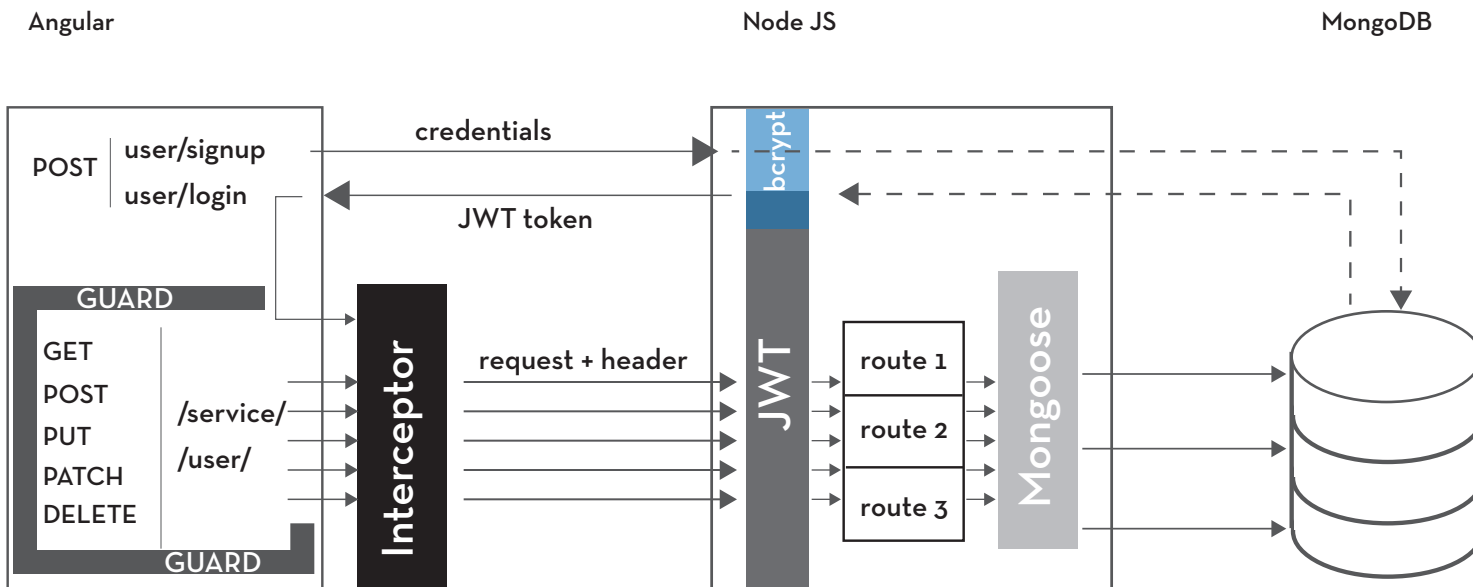 Angular
Node JS
MongoDB
POST
user/signup
user/login
credentials
JWT token
bcrypt
GUARD
GET
POST
PUT
PATCH
DELETE
/service/
/user/
GUARD
Interceptor
request + header
JWT
route 1
route 2
route 3
Mongoose